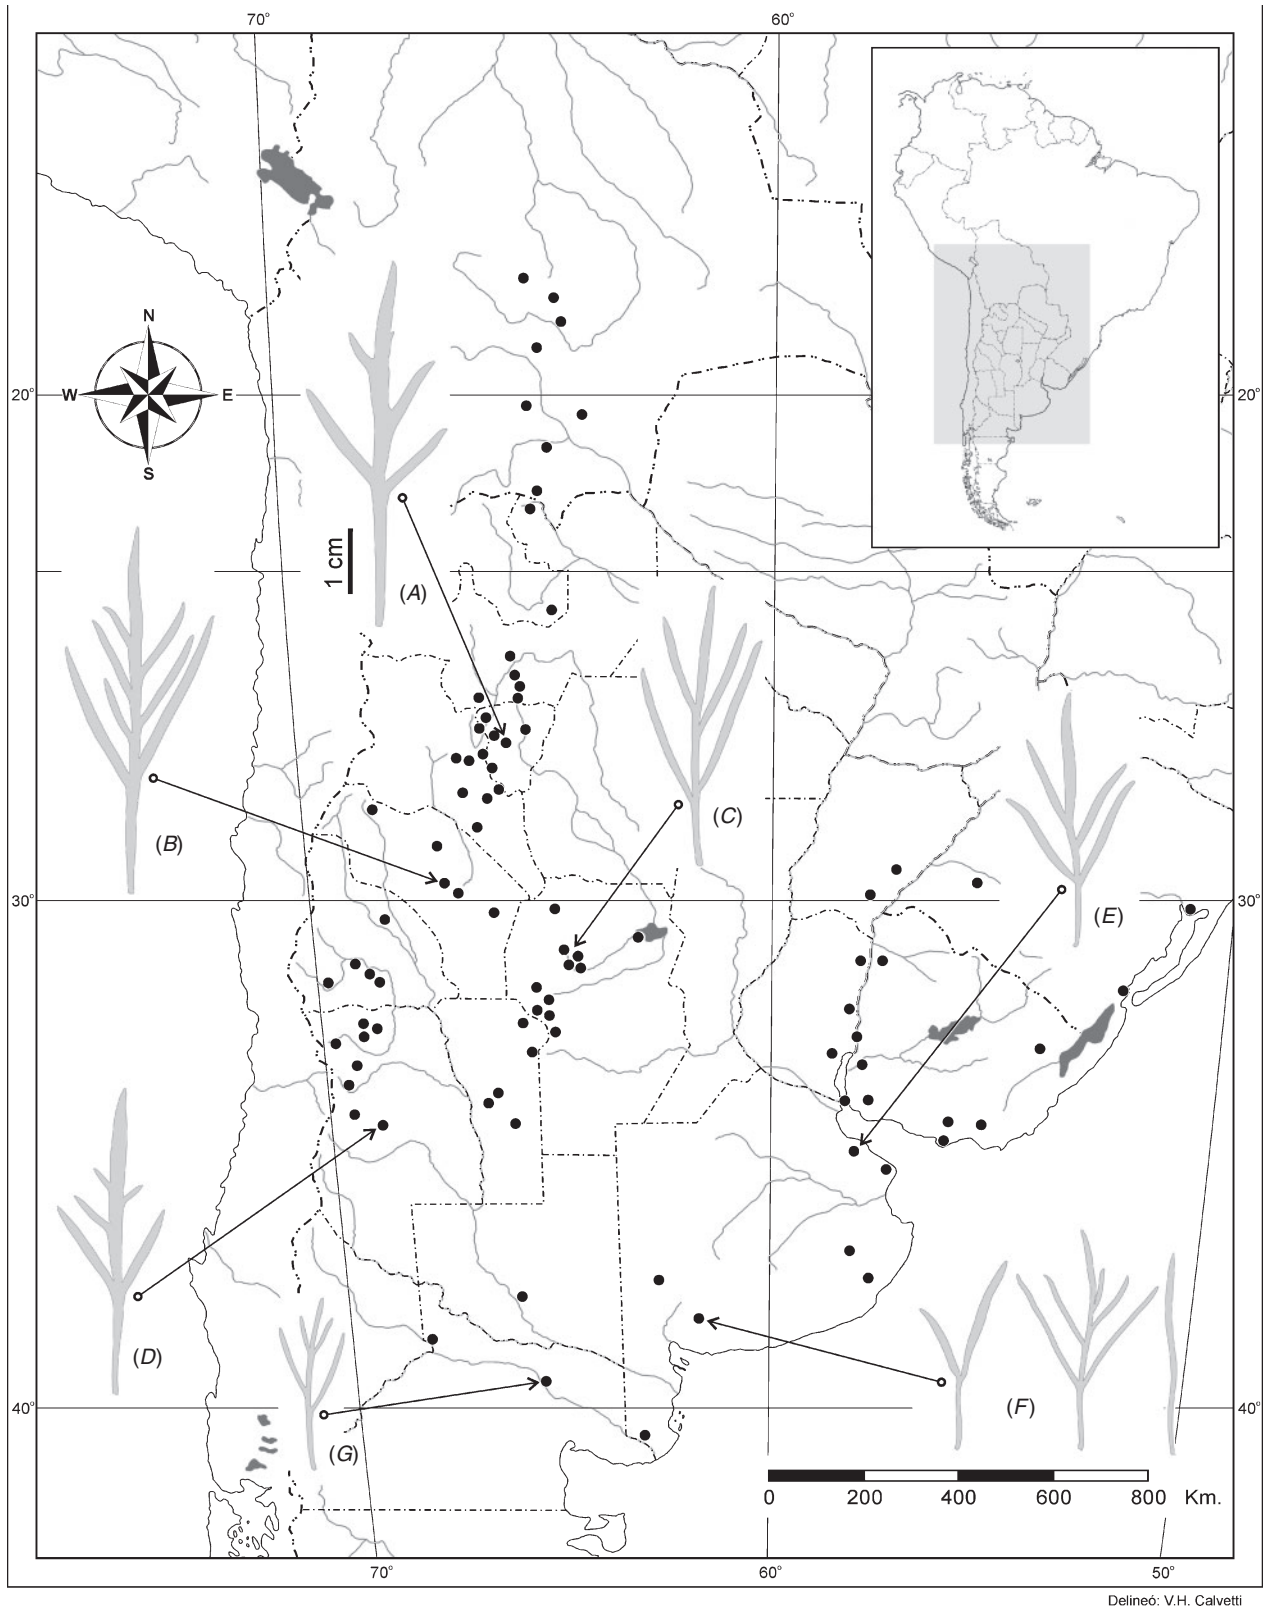 70° 60°
N
W E
S
20° 20°
1 cm
(A)
(B)
(C)
30° 30°
(E)
(D)
(F)
(G)
40° 40°
0 200 400 600 800 Km.
70° 60° 50°
Delineó: V.H. Calvetti